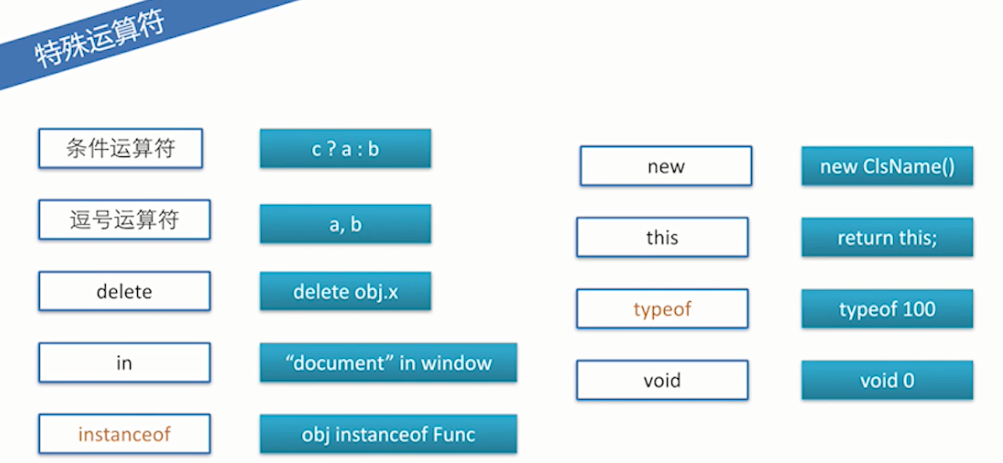 特殊运算符
条件运算符
c ? a : b
逗号运算符
a, b
delete
delete obj.x
in
“document” in window
instanceof
obj instanceof Func
new
new ClsName()
this
return this;
typeof
typeof 100
void
void 0